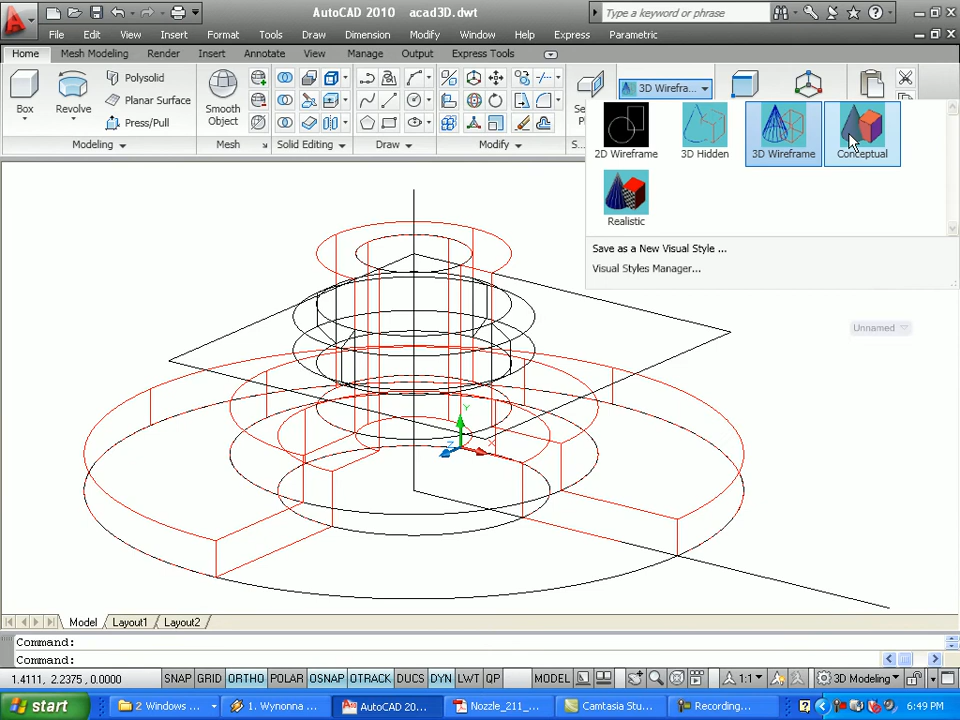 AutoCAD 2010 acad3D.dwt
Type a keyword or phrase
File Edit View Insert Format Tools Draw Dimension Modify Window Help Express Parametric
Home Mesh Modeling Render Insert Annotate View Manage Output Express Tools
Box
Revolve
Polysolid
Planar Surface
Press/Pull
Smooth
Object
3D Wirefra...
Modeling Mesh Solid Editing Draw Modify S...
2D Wireframe 3D Hidden 3D Wireframe Conceptual
Realistic
Save as a New Visual Style ...
Visual Styles Manager...
Unnamed
Y
X
Z
Model Layout1 Layout2
Command:
Command:
1.4111, 2.2375, 0.0000 SNAP GRID ORTHO POLAR OSNAP OTRACK DUCS DYN LWT QP MODEL 1:1 3D Modeling
start 2 Windows ... 1. Wynonna ... AutoCAD 20... Nozzle_211_... Camtasia Stu... Recording... 6:49 PM